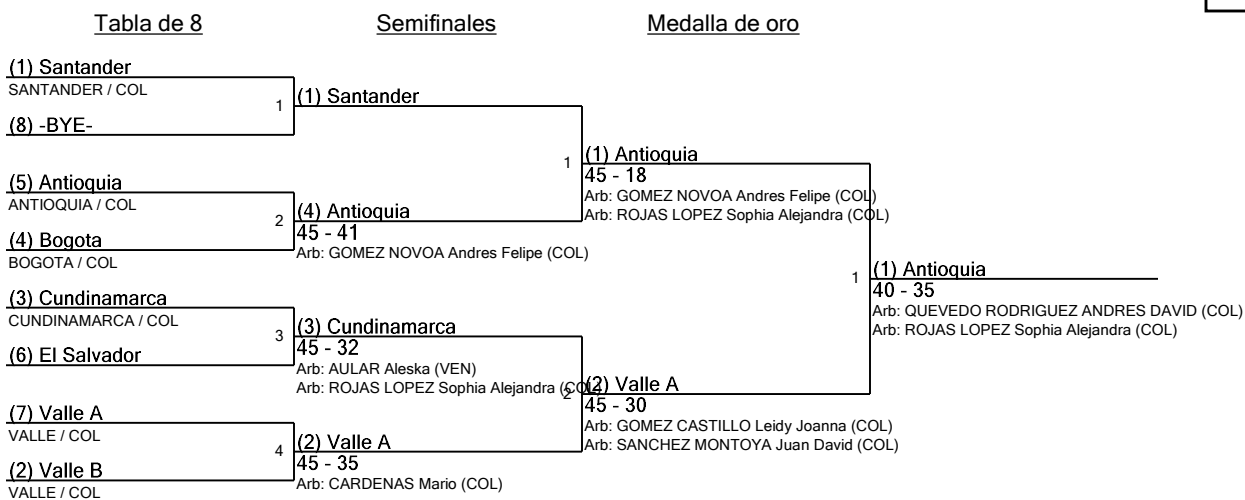 Tabla de 8
Semifinales
Medalla de oro
(1) Santander
SANTANDER / COL
1
(1) Santander
(8) -BYE-
1
(1) Antioquia
45 - 18
Arb: GOMEZ NOVOA Andres Felipe (COL)
Arb: ROJAS LOPEZ Sophia Alejandra (COL)
(5) Antioquia
ANTIOQUIA / COL
2
(4) Antioquia
45 - 41
Arb: GOMEZ NOVOA Andres Felipe (COL)
(4) Bogota
BOGOTA / COL
1
(1) Antioquia
40 - 35
Arb: QUEVEDO RODRIGUEZ ANDRES DAVID (COL)
Arb: ROJAS LOPEZ Sophia Alejandra (COL)
(3) Cundinamarca
CUNDINAMARCA / COL
3
(3) Cundinamarca
45 - 32
Arb: AULAR Aleska (VEN)
Arb: ROJAS LOPEZ Sophia Alejandra (COL)
(6) El Salvador
2
(2) Valle A
45 - 30
Arb: GOMEZ CASTILLO Leidy Joanna (COL)
Arb: SANCHEZ MONTOYA Juan David (COL)
(7) Valle A
VALLE / COL
4
(2) Valle A
45 - 35
Arb: CARDENAS Mario (COL)
(2) Valle B
VALLE / COL